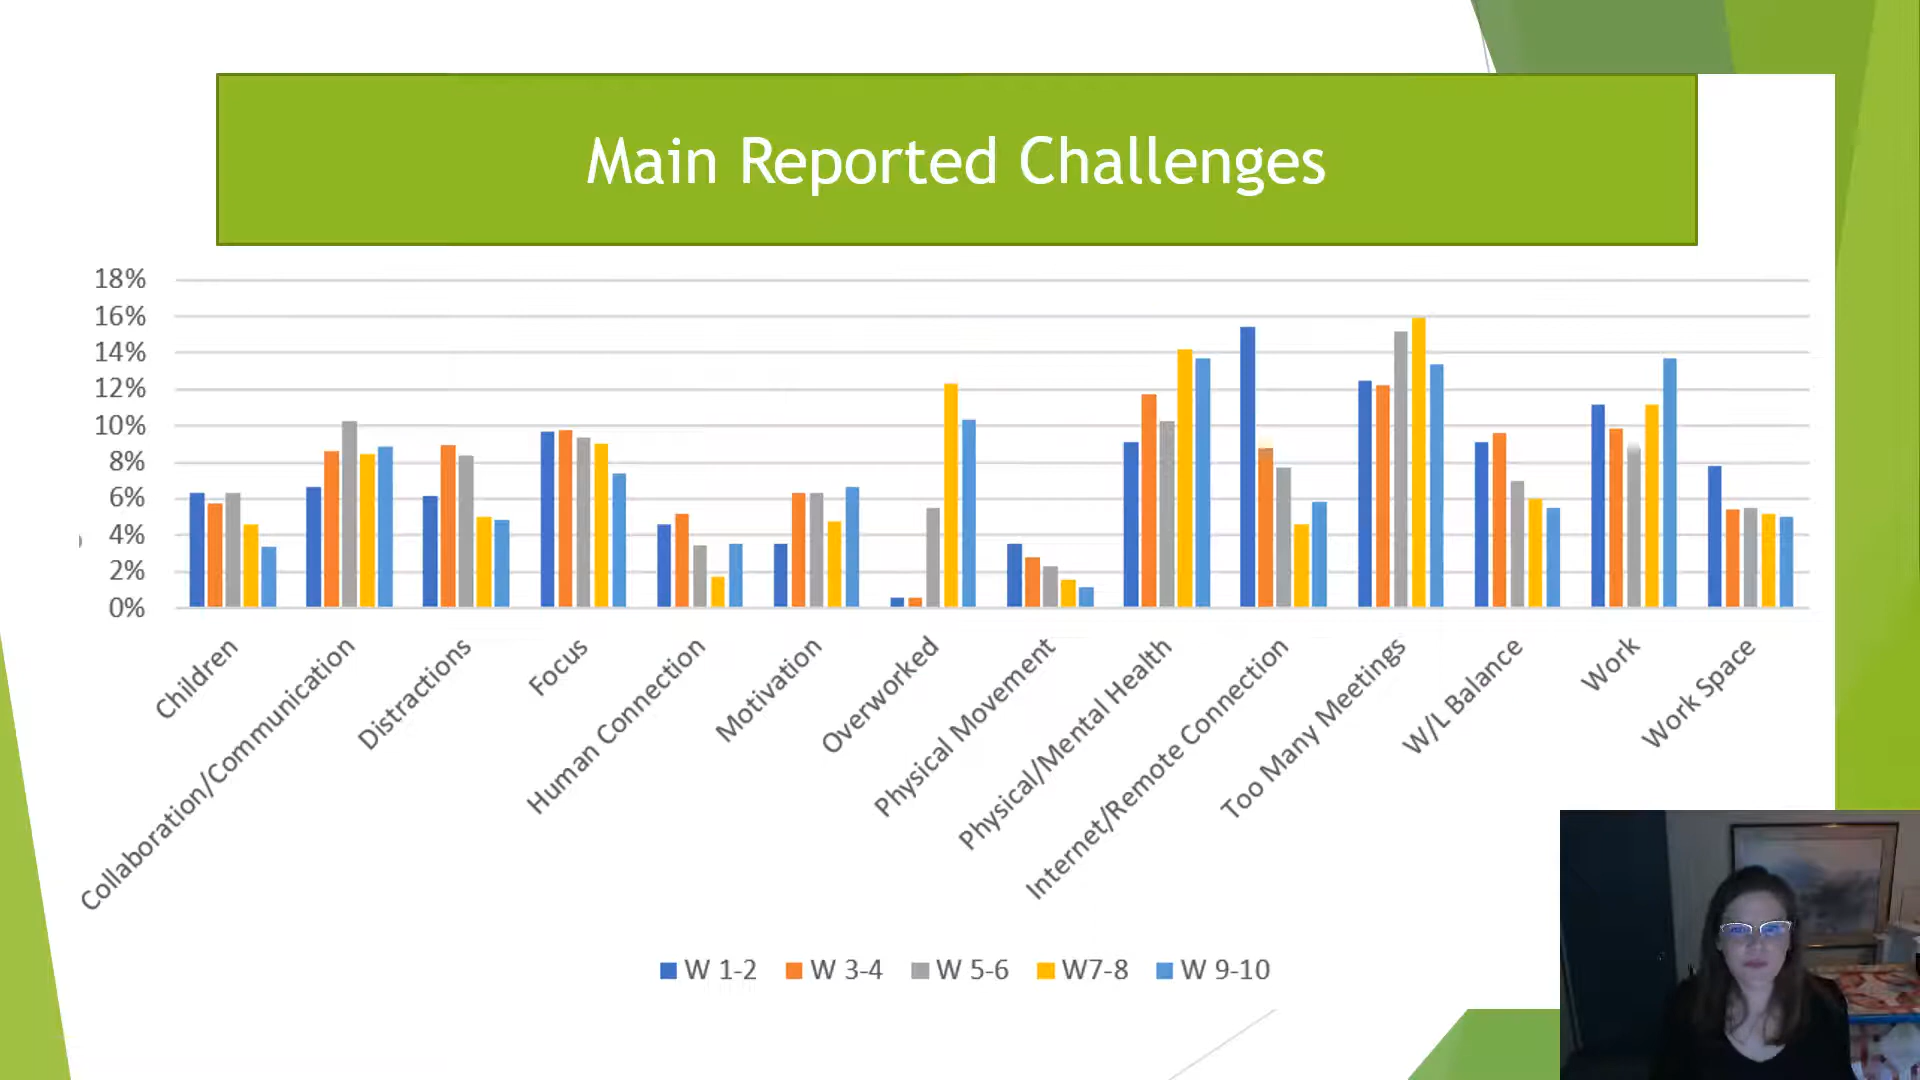 Main Reported Challenges
18%
16%
14%
12%
10%
8%
6%
4%
2%
0%
Children
Collaboration/Communication
Distractions
Focus
Human Connection
Motivation
Overworked
Physical Movement
Physical/Mental Health
Internet/Remote Connection
Too Many Meetings
W/L Balance
Work
Work Space
W 1-2
W 3-4
W 5-6
W7-8
W 9-10